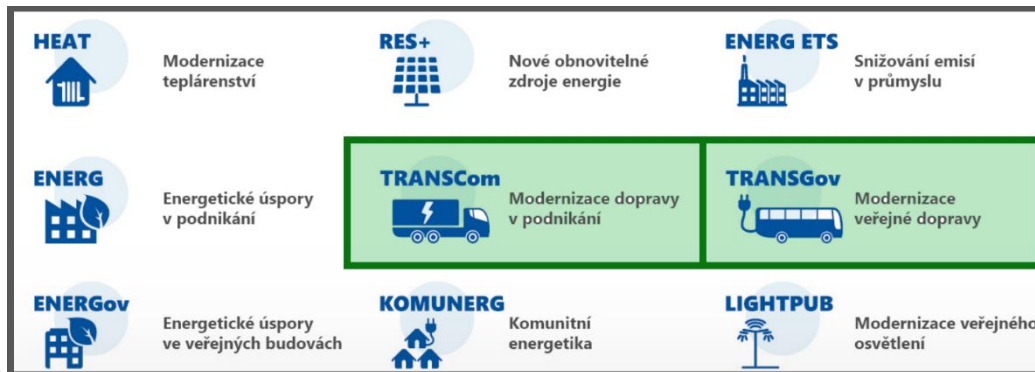 HEAT
Modernizace
teplárenství
RES+
Nové obnovitelné
zdroje energie
ENERG ETS
Snižování emisí
v průmyslu
ENERG
Energetické úspory
v podnikání
TRANSCom
Modernizace dopravy
v podnikání
TRANSGov
Modernizace
veřejné dopravy
ENERGov
Energetické úspory
ve veřejných budovách
KOMUNERG
Komunitní
energetika
LIGHTPUB
Modernizace veřejného
osvětlení